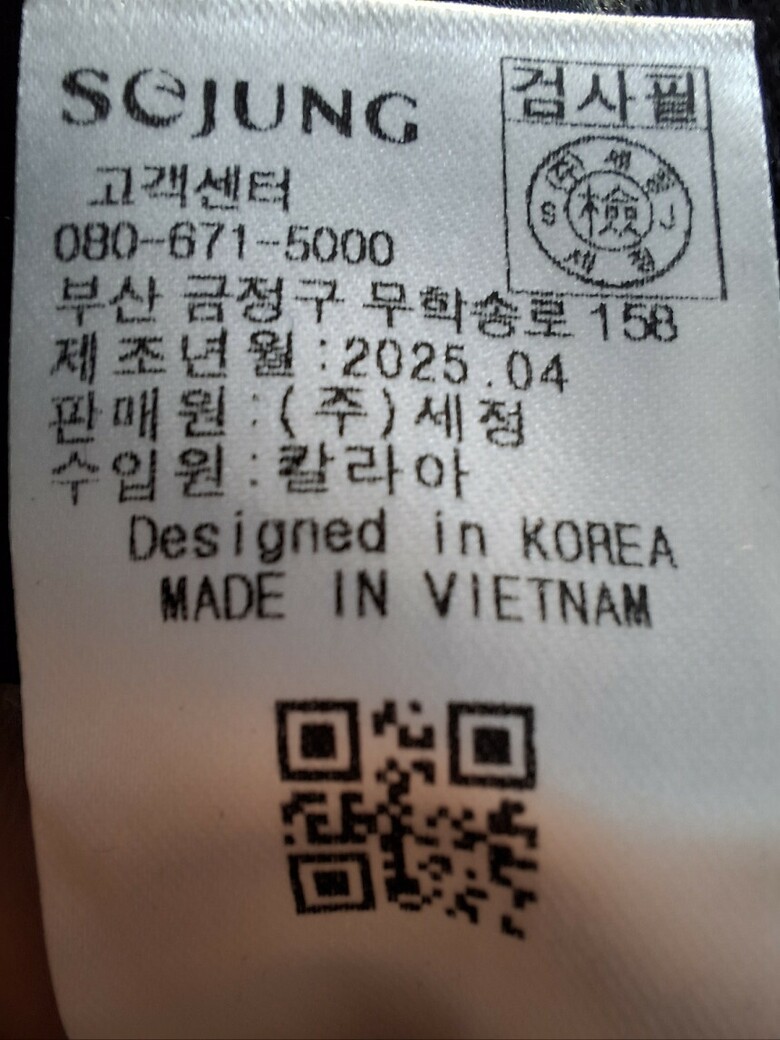 SEJUNG
검사필
고객센터
080-671-5000
부산 금정구 무학송로 158
제조년월:2025.04
판매원:(주)세정
수입원:칼라아
Designed in KOREA
MADE IN VIETNAM
檢
S
J
세정